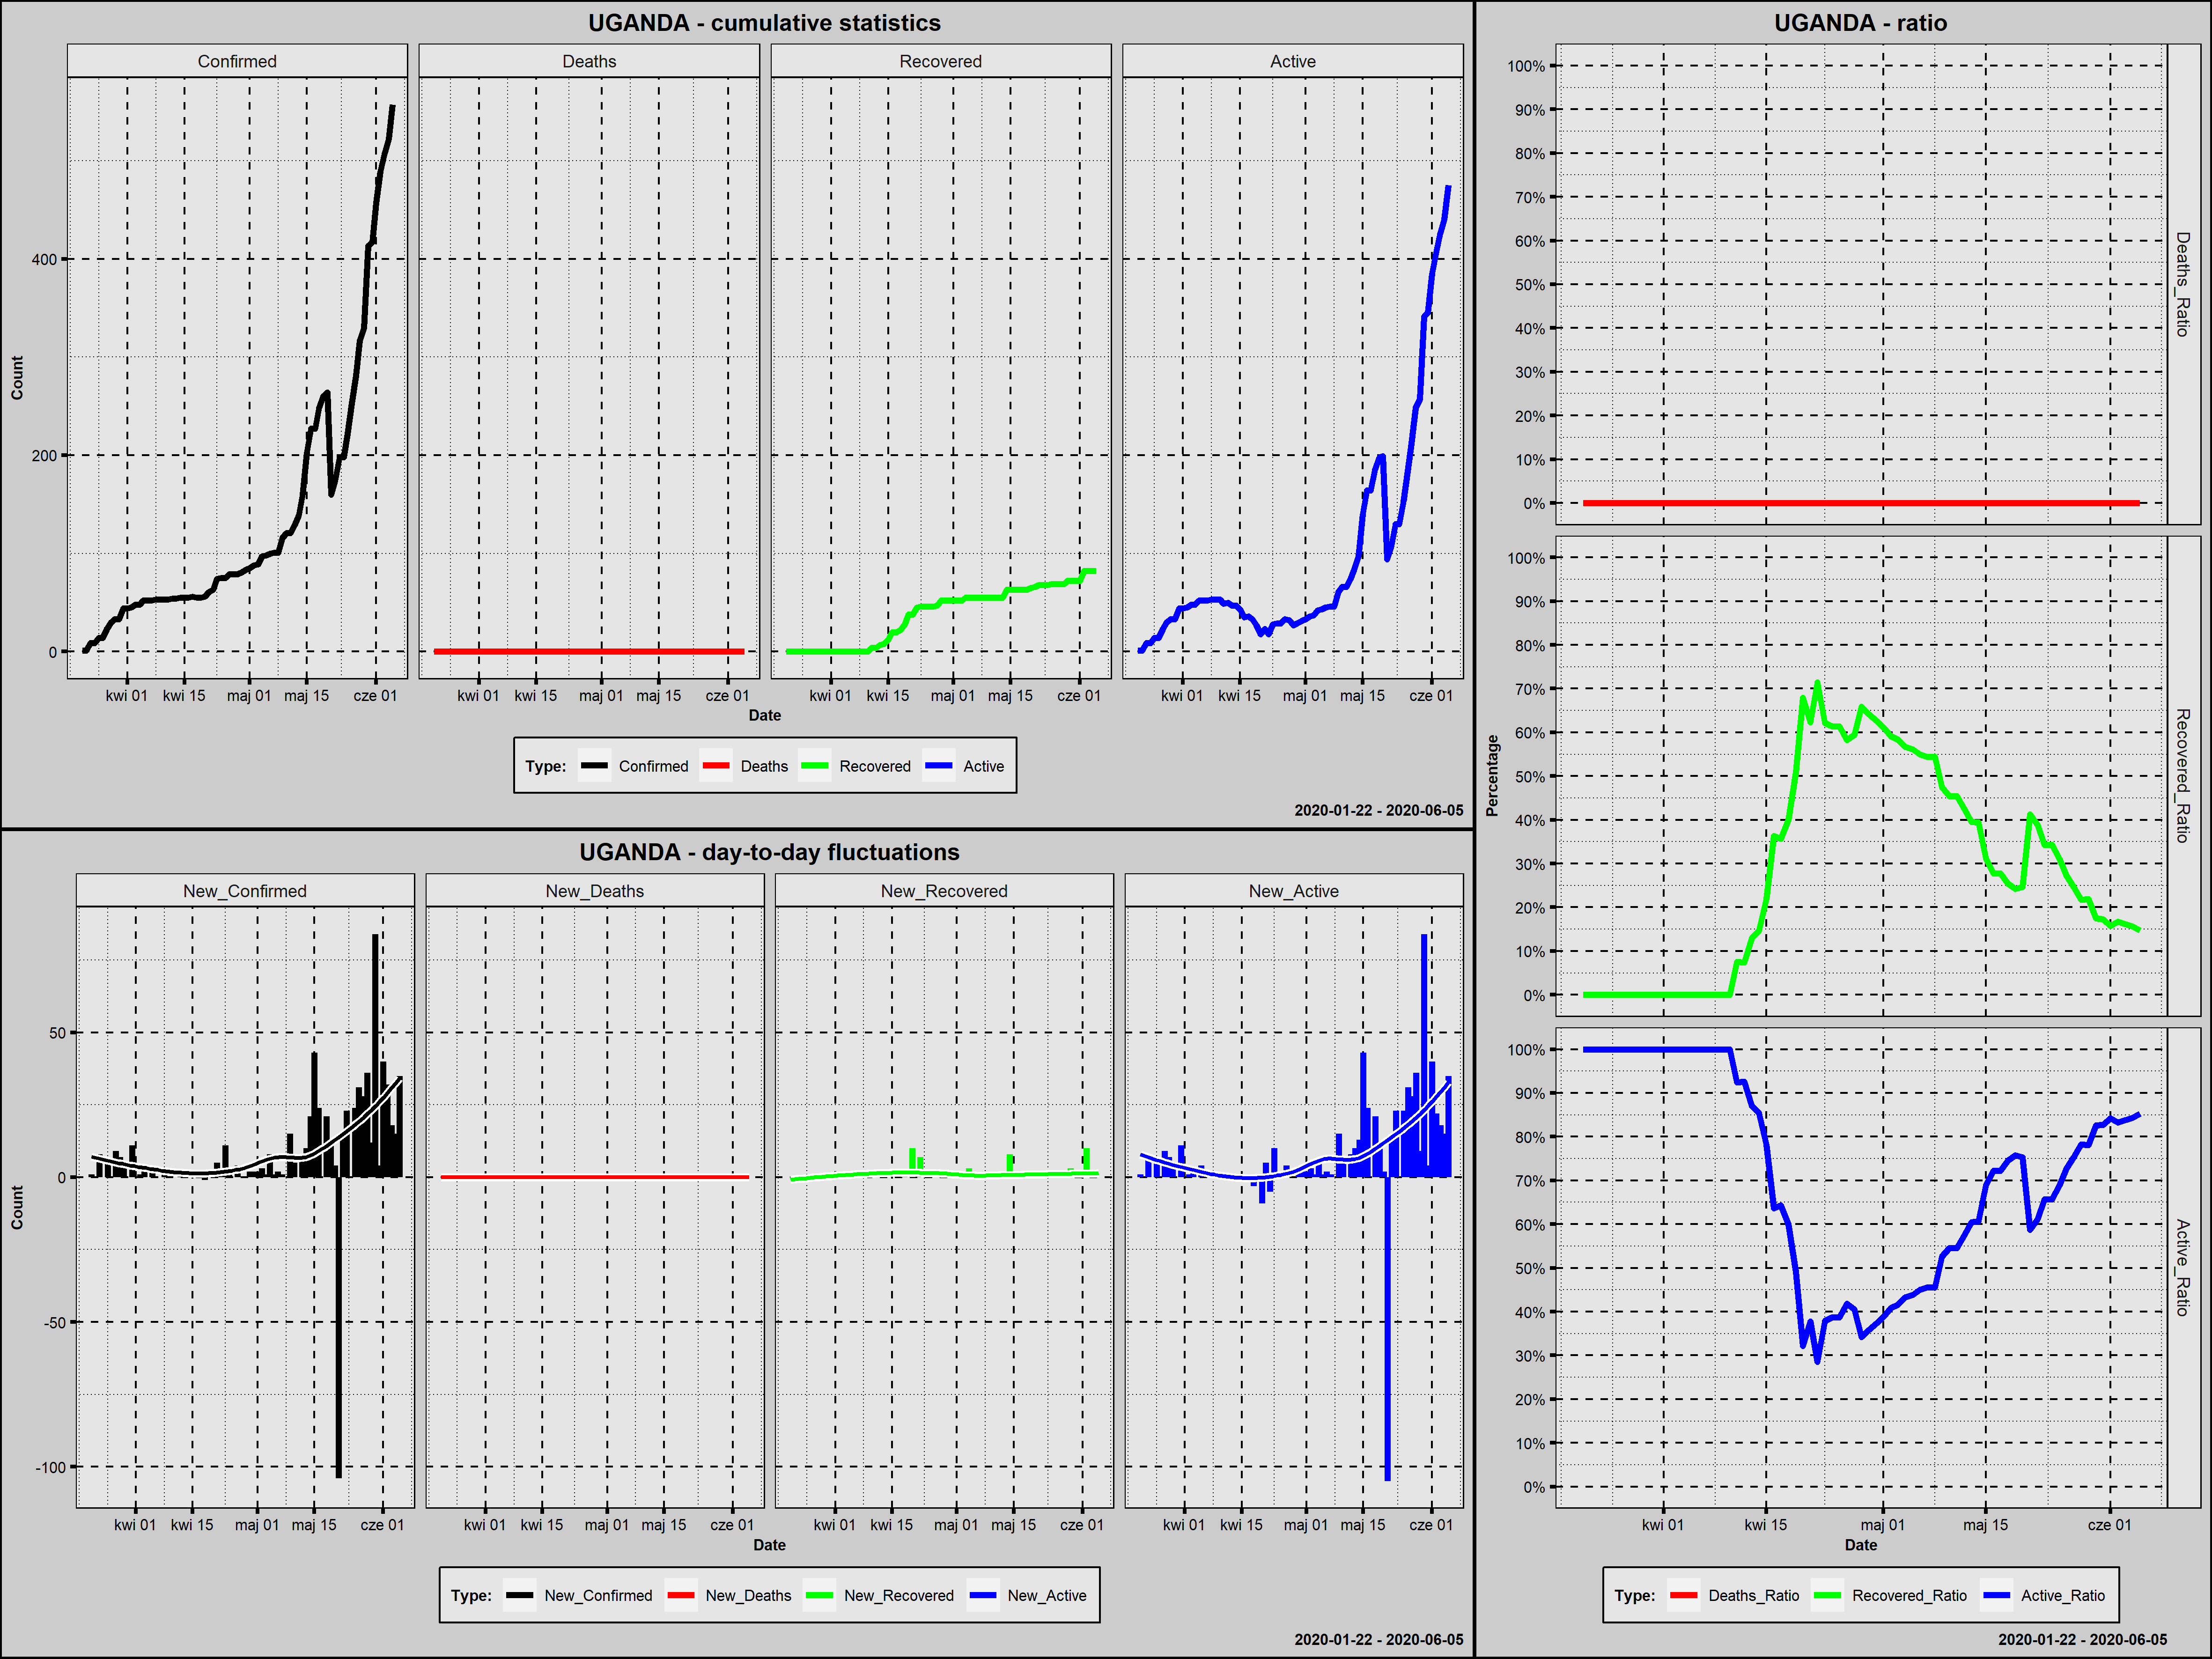 UGANDA - cumulative statistics
Confirmed Deaths Recovered Active
Count
400
200
0
kwi 01 kwi 15 maj 01 maj 15 cze 01 kwi 01 kwi 15 maj 01 maj 15 cze 01 kwi 01 kwi 15 maj 01 maj 15 cze 01 kwi 01 kwi 15 maj 01 maj 15 cze 01
Date
Type: Confirmed Deaths Recovered Active
2020-01-22 - 2020-06-05
UGANDA - day-to-day fluctuations
New_Confirmed New_Deaths New_Recovered New_Active
Count
50
0
-50
-100
kwi 01 kwi 15 maj 01 maj 15 cze 01 kwi 01 kwi 15 maj 01 maj 15 cze 01 kwi 01 kwi 15 maj 01 maj 15 cze 01 kwi 01 kwi 15 maj 01 maj 15 cze 01
Date
Type: New_Confirmed New_Deaths New_Recovered New_Active
2020-01-22 - 2020-06-05
UGANDA - ratio
Percentage
100%
90%
80%
70%
60%
50%
40%
30%
20%
10%
0%
Deaths_Ratio
100%
90%
80%
70%
60%
50%
40%
30%
20%
10%
0%
Recovered_Ratio
100%
90%
80%
70%
60%
50%
40%
30%
20%
10%
0%
Active_Ratio
kwi 01 kwi 15 maj 01 maj 15 cze 01
Date
Type: Deaths_Ratio Recovered_Ratio Active_Ratio
2020-01-22 - 2020-06-05